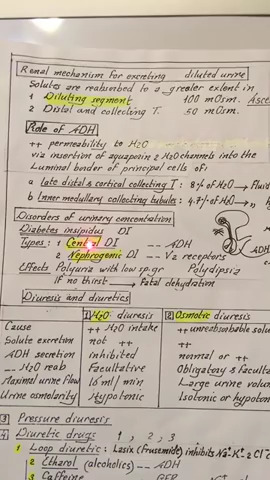 Renal mechanism for excreting diluted urine
Solutes are reabsorbed to a greater extent in
1 Diluting segment 100 mOsm. Asce
2 Distal and collecting T. 50 mOsm.
Role of ADH
++ permeability to H2O
via insertion of aquaporin 2 H2O channels into the
Luminal border of principal cells of:
a late distal & cortical collecting T: 8% of H2O → Fluid
b Inner medullary collecting tubule: 4.7% of H2O →
Disorders of urinary concentration
Diabetes insipidus DI
Types: 1 Central DI -- ADH
2 Nephrogenic DI -- V2 receptors
ADH
Effects Polyuria with low sp.gr Polydipsia
If no thirst → Fatal dehydration
Diuresis and diuretics
1 H2O diuresis 2 Osmotic diuresis
Cause ++ H2O intake ++ unreabsorbable solu
Solute excretion not ++ ++
ADH secretion inhibited normal or ++
H2O reab Facultative Obligatory & faculta
Maximal urine flow 16 ml/min Large urine volum
Urine osmolarity Hypotonic Isotonic or hypoton
3 Pressure diuresis
4 Diuretic drugs 1, 2, 3
1 Loop diuretic: Lasix (frusemide) inhibits Na+ K+ 2 Cl
2 Ethanol (alcoholics) -- ADH
3 Caffeine GFR